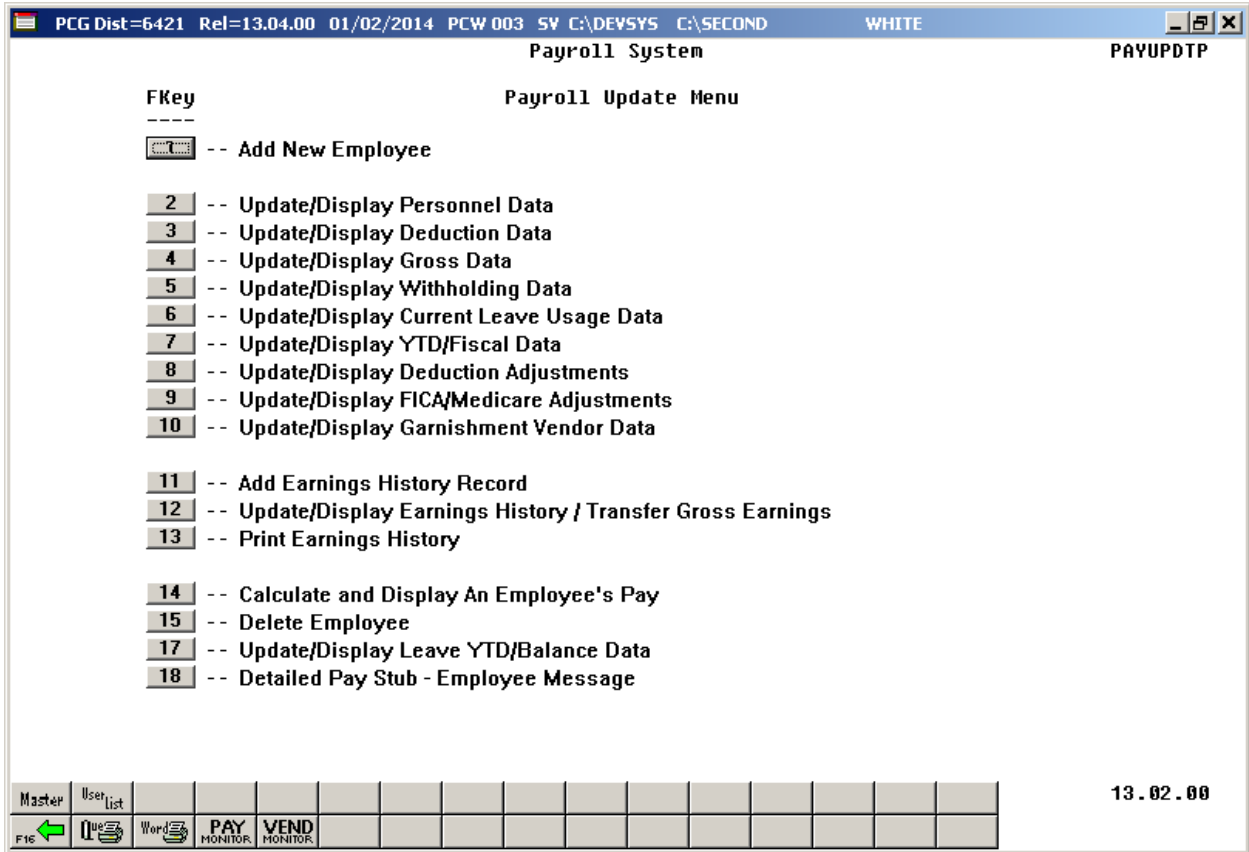 PCG Dist=6421 Rel=13.04.00 01/02/2014 PCW 003 SV C:\DEVSYS C:\SECOND WHITE
Payroll System PAYUPDTP
FKey Payroll Update Menu
----
1 -- Add New Employee
2 -- Update/Display Personnel Data
3 -- Update/Display Deduction Data
4 -- Update/Display Gross Data
5 -- Update/Display Withholding Data
6 -- Update/Display Current Leave Usage Data
7 -- Update/Display YTD/Fiscal Data
8 -- Update/Display Deduction Adjustments
9 -- Update/Display FICA/Medicare Adjustments
10 -- Update/Display Garnishment Vendor Data
11 -- Add Earnings History Record
12 -- Update/Display Earnings History / Transfer Gross Earnings
13 -- Print Earnings History
14 -- Calculate and Display An Employee's Pay
15 -- Delete Employee
17 -- Update/Display Leave YTD/Balance Data
18 -- Detailed Pay Stub - Employee Message
Master User List 13.02.00
F16 Que Word PAY MONITOR VEND MONITOR